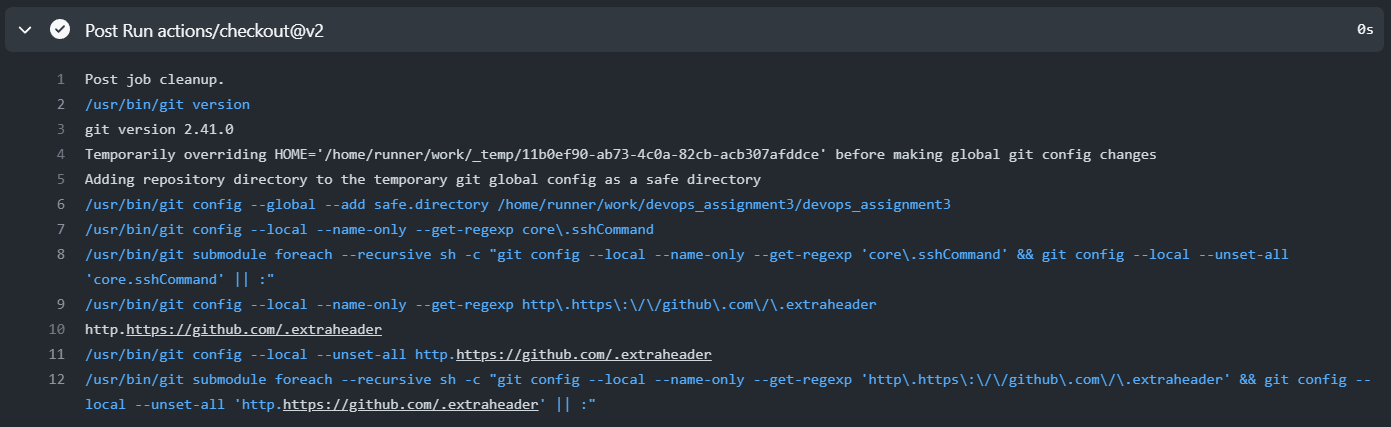 Post Run actions/checkout@v2
0s
1 Post job cleanup.
2 /usr/bin/git version
3 git version 2.41.0
4 Temporarily overriding HOME='/home/runner/work/_temp/11b0ef90-ab73-4c0a-82cb-acb307afddce' before making global git config changes
5 Adding repository directory to the temporary git global config as a safe directory
6 /usr/bin/git config --global --add safe.directory /home/runner/work/devops_assignment3/devops_assignment3
7 /usr/bin/git config --local --name-only --get-regexp core\.sshCommand
8 /usr/bin/git submodule foreach --recursive sh -c "git config --local --name-only --get-regexp 'core\.sshCommand' && git config --local --unset-all
'core.sshCommand' || :"
9 /usr/bin/git config --local --name-only --get-regexp http\.https\:\/\/github\.com\/\.extraheader
10 http.https://github.com/.extraheader
11 /usr/bin/git config --local --unset-all http.https://github.com/.extraheader
12 /usr/bin/git submodule foreach --recursive sh -c "git config --local --name-only --get-regexp 'http\.https\:\/\/github\.com\/\.extraheader' && git config --
local --unset-all 'http.https://github.com/.extraheader' || :"